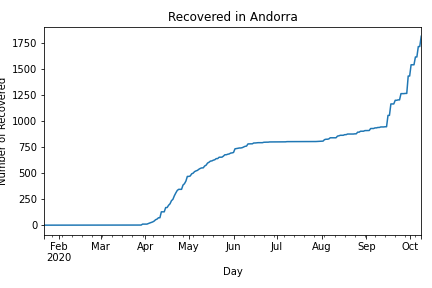 Recovered in Andorra
Number of Recovered
1750
1500
1250
1000
750
500
250
0
Feb
2020
Mar
Apr
May
Jun
Jul
Aug
Sep
Oct
Day